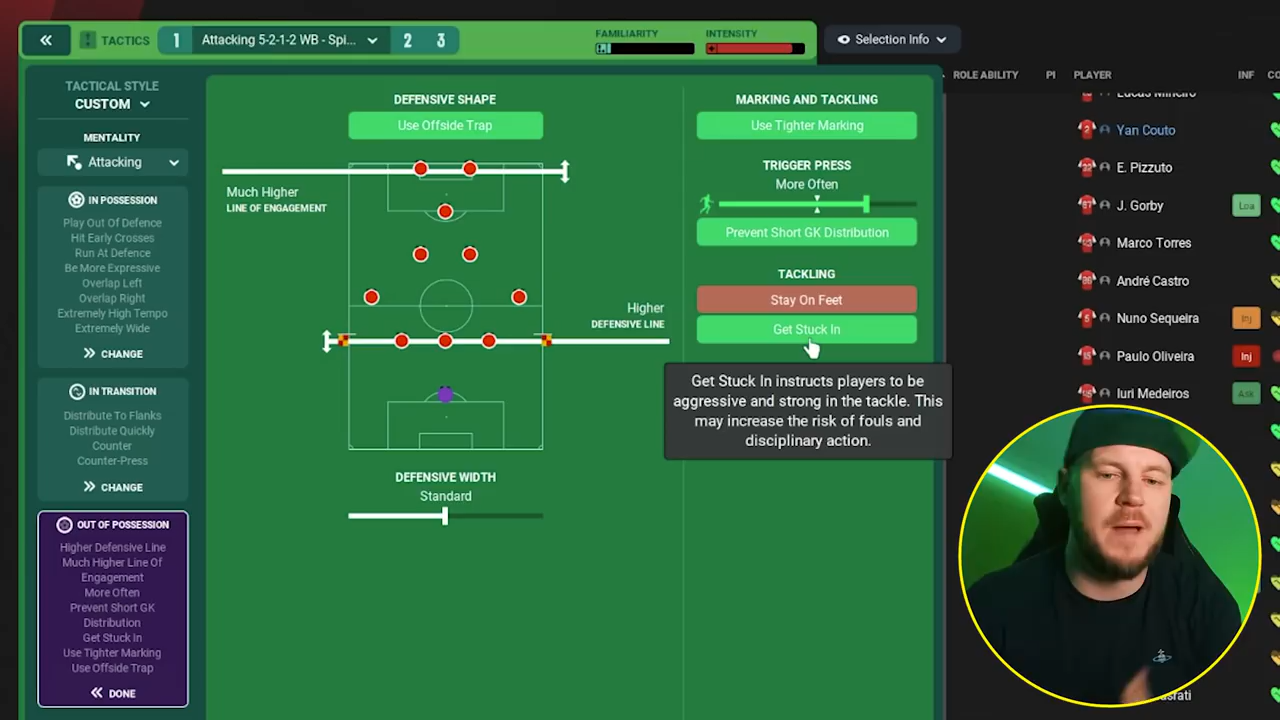 TACTICS
1
Attacking 5-2-1-2 WB - Spi...
2
3
FAMILIARITY
INTENSITY
Selection Info
TACTICAL STYLE
CUSTOM
MENTALITY
Attacking
IN POSSESSION
Play Out Of Defence
Hit Early Crosses
Run At Defence
Be More Expressive
Overlap Left
Overlap Right
Extremely High Tempo
Extremely Wide
CHANGE
IN TRANSITION
Distribute To Flanks
Distribute Quickly
Counter
Counter-Press
CHANGE
OUT OF POSSESSION
Higher Defensive Line
Much Higher Line Of
Engagement
More Often
Prevent Short GK
Distribution
Get Stuck In
Use Tighter Marking
Use Offside Trap
DONE
DEFENSIVE SHAPE
Use Offside Trap
Much Higher
LINE OF ENGAGEMENT
Higher
DEFENSIVE LINE
DEFENSIVE WIDTH
Standard
MARKING AND TACKLING
Use Tighter Marking
TRIGGER PRESS
More Often
Prevent Short GK Distribution
TACKLING
Stay On Feet
Get Stuck In
Get Stuck In instructs players to be
aggressive and strong in the tackle. This
may increase the risk of fouls and
disciplinary action.
ROLE ABILITY PI PLAYER INF CO
Lucas Mineiro
2 Yan Couto
E. Pizzuto
J. Gorby Loa
Marco Torres
André Castro
Nuno Sequeira Inj
Paulo Oliveira Inj
Iuri Medeiros Ask